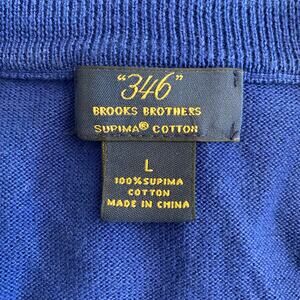 "346"
BROOKS BROTHERS
SUPIMA® COTTON
L
100% SUPIMA
COTTON
MADE IN CHINA